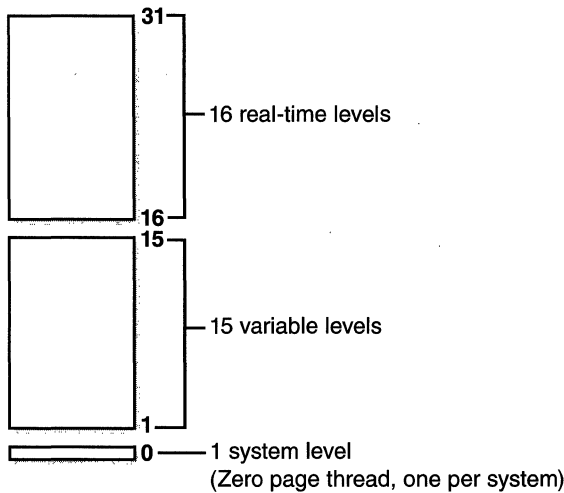 31
16 real-time levels
16
15
15 variable levels
1
0
1 system level
(Zero page thread, one per system)